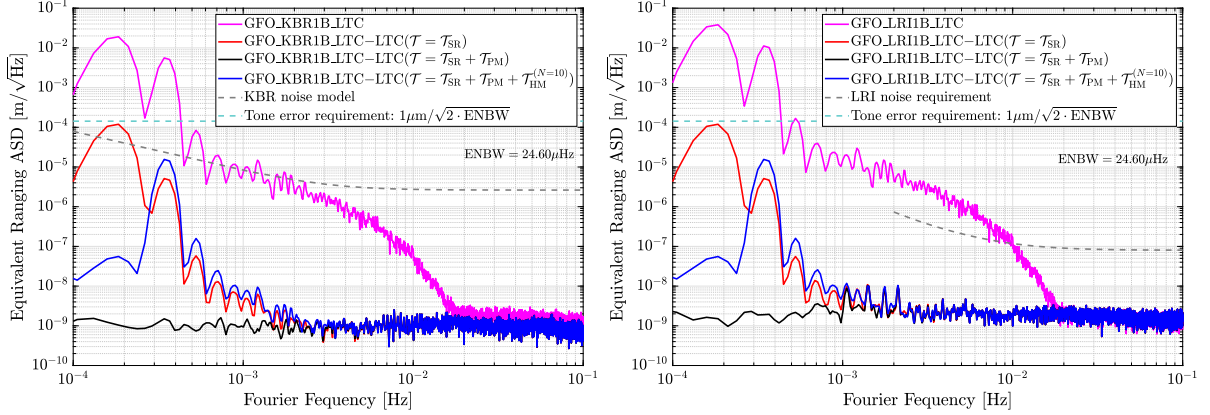 Equivalent Ranging ASD [m/√Hz]
10⁻¹
10⁻²
10⁻³
10⁻⁴
10⁻⁵
10⁻⁶
10⁻⁷
10⁻⁸
10⁻⁹
10⁻¹⁰
GFO_KBR1B_LTC
GFO_KBR1B_LTC−LTC(𝒯 = 𝒯_SR)
GFO_KBR1B_LTC−LTC(𝒯 = 𝒯_SR + 𝒯_PM)
GFO_KBR1B_LTC−LTC(𝒯 = 𝒯_SR + 𝒯_PM + 𝒯_HM^(N=10))
KBR noise model
Tone error requirement: 1μm/√2 · ENBW
ENBW = 24.60μHz
10⁻⁴
10⁻³
10⁻²
10⁻¹
Fourier Fequency [Hz]
Equivalent Ranging ASD [m/√Hz]
10⁻¹
10⁻²
10⁻³
10⁻⁴
10⁻⁵
10⁻⁶
10⁻⁷
10⁻⁸
10⁻⁹
10⁻¹⁰
GFO_LRI1B_LTC
GFO_LRI1B_LTC−LTC(𝒯 = 𝒯_SR)
GFO_LRI1B_LTC−LTC(𝒯 = 𝒯_SR + 𝒯_PM)
GFO_LRI1B_LTC−LTC(𝒯 = 𝒯_SR + 𝒯_PM + 𝒯_HM^(N=10))
LRI noise requirement
Tone error requirement: 1μm/√2 · ENBW
ENBW = 24.60μHz
10⁻⁴
10⁻³
10⁻²
10⁻¹
Fourier Fequency [Hz]